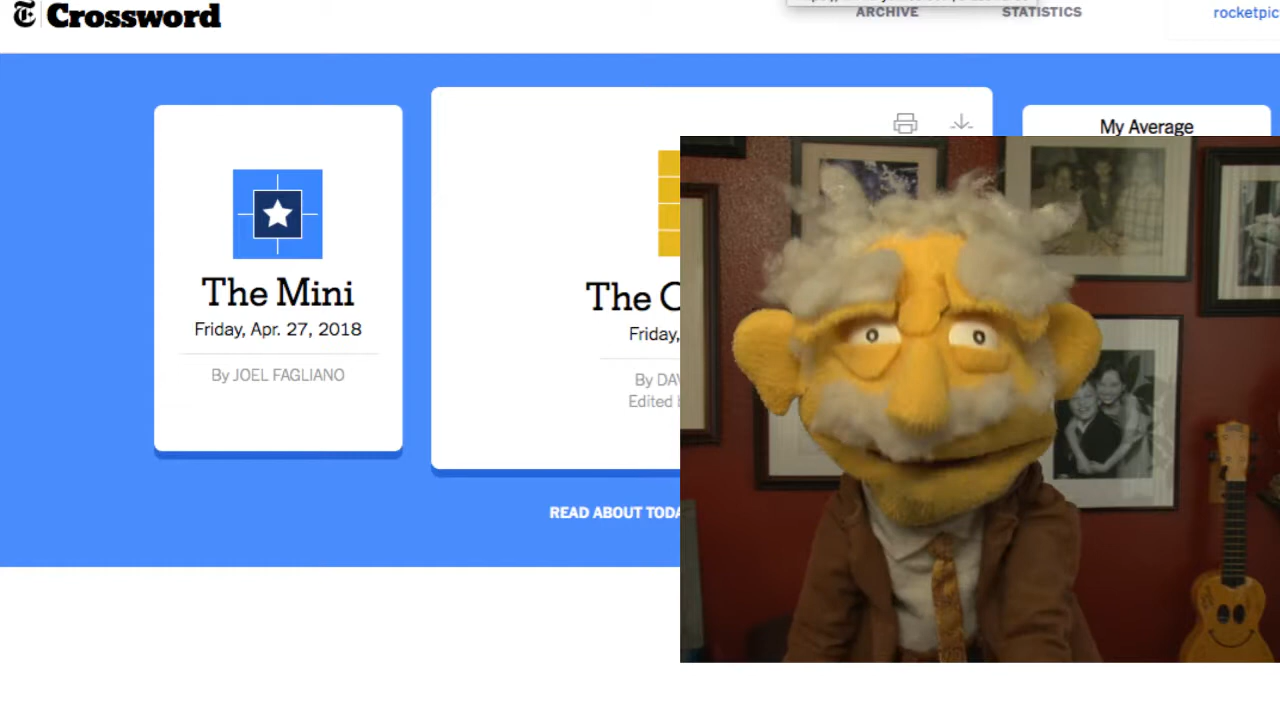 Crossword
ARCHIVE
STATISTICS
rocketpic
The Mini
Friday, Apr. 27, 2018
By JOEL FAGLIANO
The C
Friday,
By DAV
Edited
My Average
READ ABOUT TODA